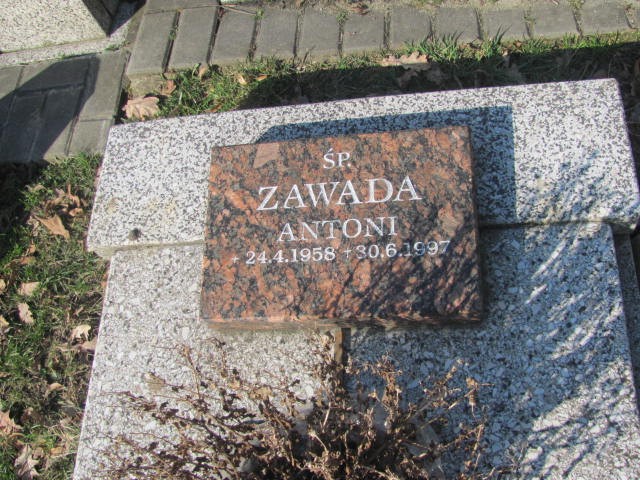 ŚP.
ZAWADA
ANTONI
+ 24.4.1958 +30.6.1997